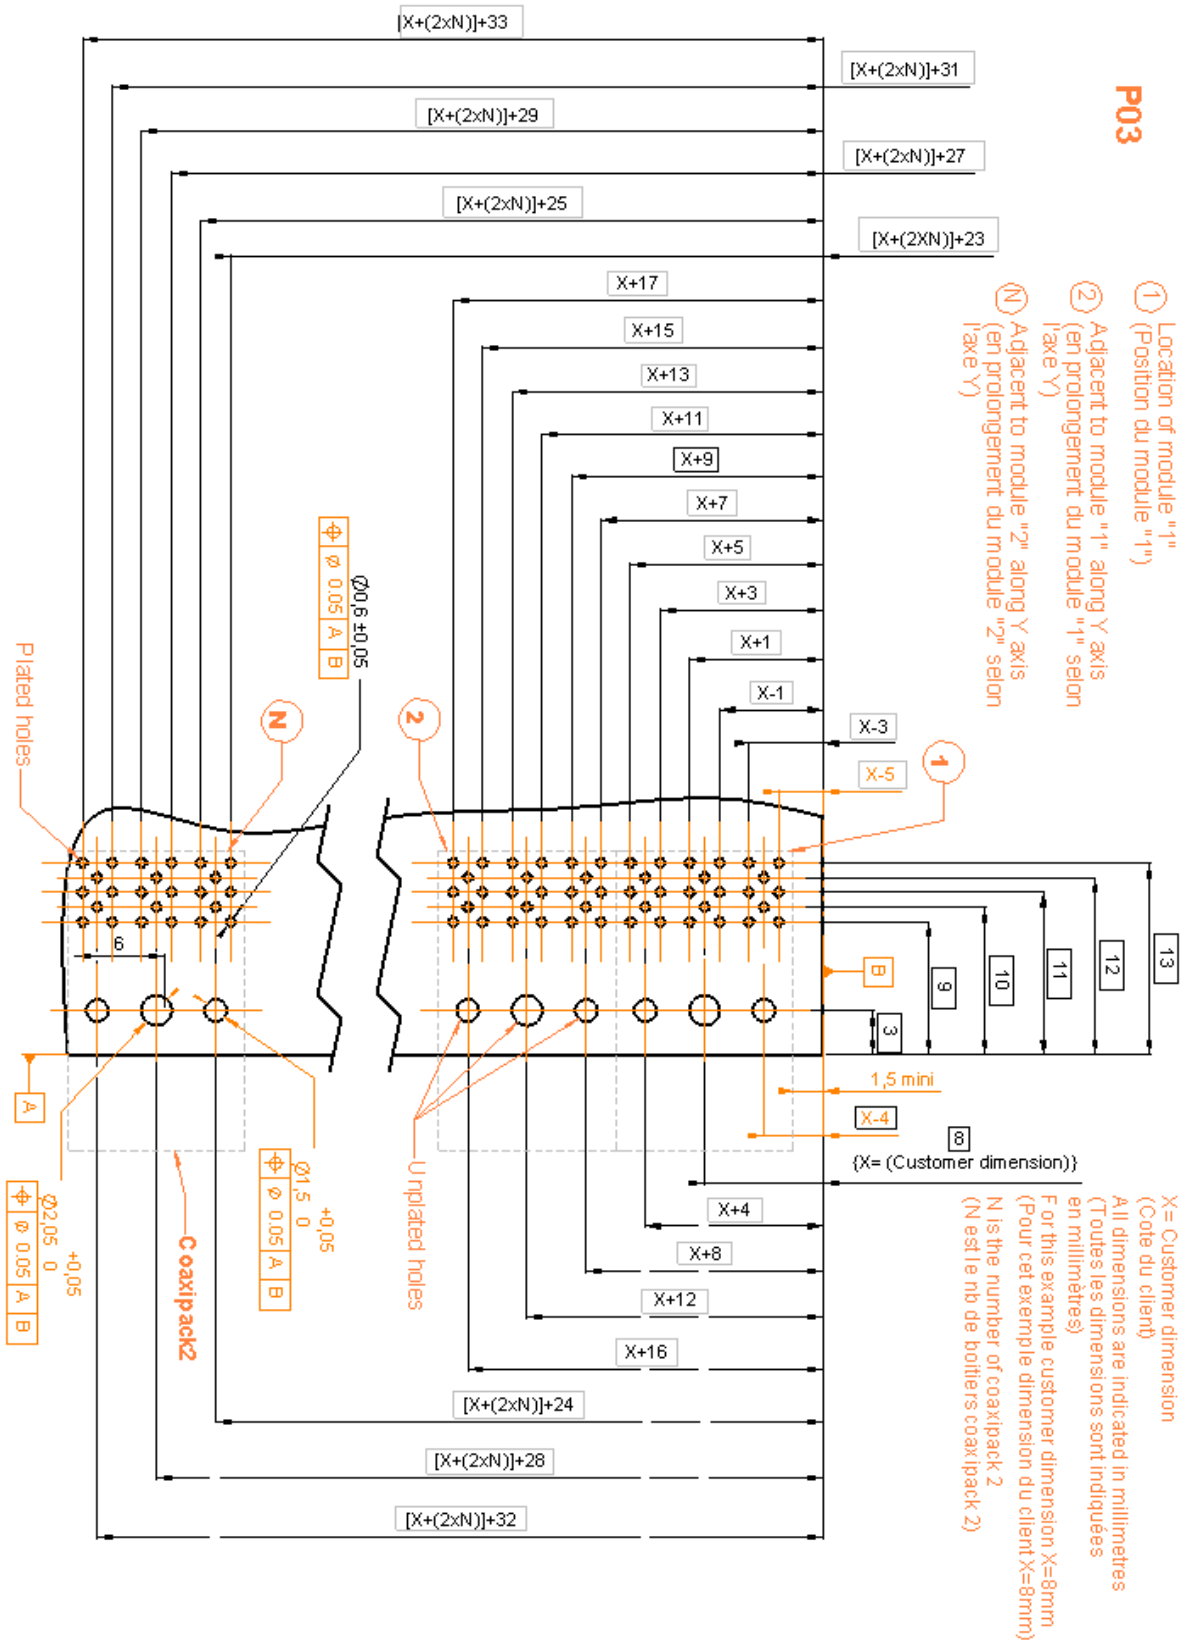 P03
1 Location of module "1"
(Position du module "1")
2 Adjacent to module "1" along Y axis
(en prolongement du module "1" selon
l'axe Y)
N Adjacent to module "2" along Y axis
(en prolongement du module "2" selon
l'axe Y)
[X+(2xN)]+33
[X+(2xN)]+31
[X+(2xN)]+29
[X+(2xN)]+27
[X+(2xN)]+25
[X+(2XN)]+23
X+17
X+15
X+13
X+11
X+9
X+7
X+5
X+3
X+1
X-1
X-3
X-5
Ø0,6 ±0,05
⌖ Ø 0.05 A B
Plated holes
N
2
1
6
B
13
12
11
10
9
3
1,5 mini
X-4
8
{X= (Customer dimension)}
A
Ø2,05 +0,05 0
⌖ Ø 0.05 A B
Ø1,5 +0,05 0
⌖ Ø 0.05 A B
Coaxipack2
Unplated holes
X+4
X+8
X+12
X+16
[X+(2xN)]+24
[X+(2xN)]+28
[X+(2xN)]+32
X= Customer dimension
(Cote du client)
All dimensions are indicated in millimetres
(Toutes les dimensions sont indiquées
en millimètres)
For this example customer dimension X=8mm
(Pour cet exemple dimension du client X=8mm)
N is the number of coaxipack 2
(N est le nb de boitiers coaxipack 2)